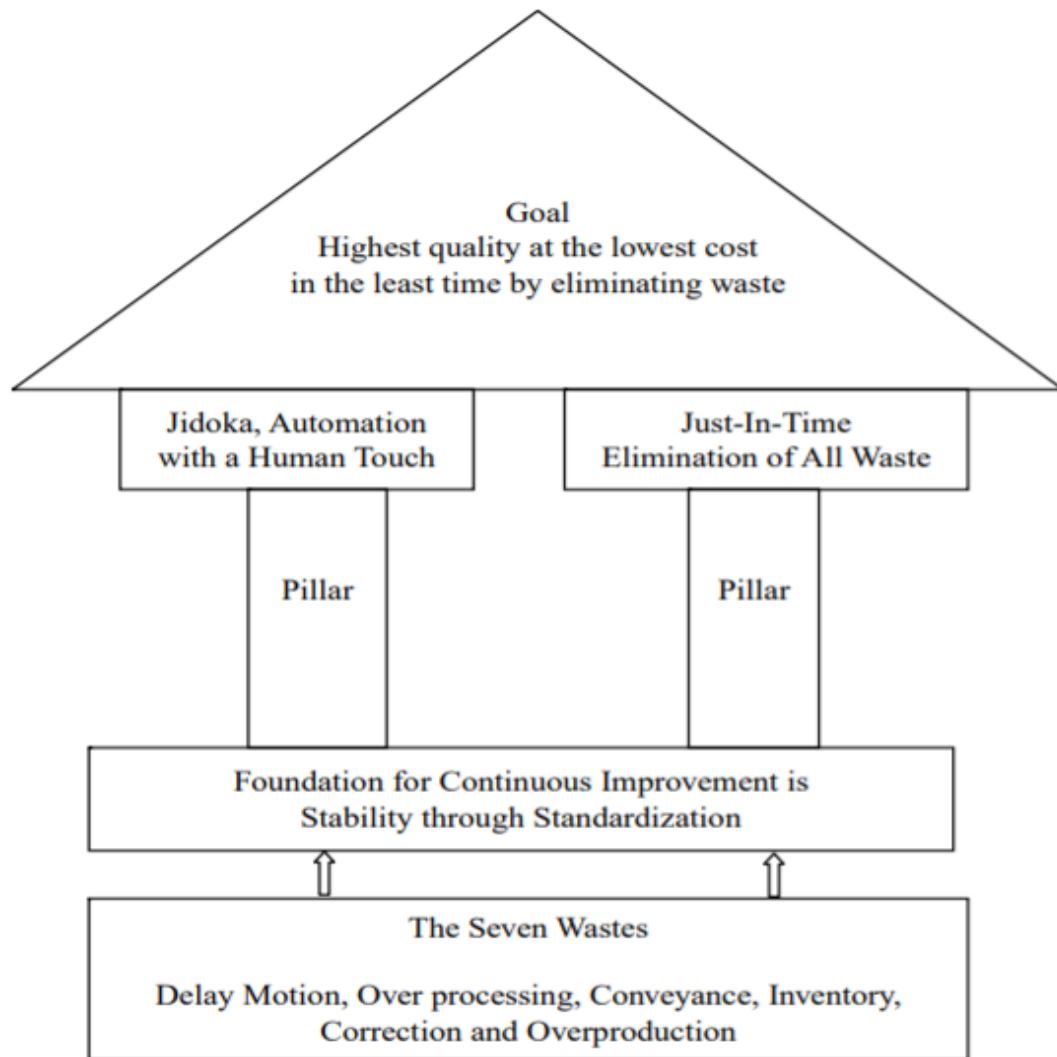 Goal
Highest quality at the lowest cost
in the least time by eliminating waste
Jidoka, Automation
with a Human Touch
Just-In-Time
Elimination of All Waste
Pillar
Pillar
Foundation for Continuous Improvement is
Stability through Standardization
The Seven Wastes
Delay Motion, Over processing, Conveyance, Inventory,
Correction and Overproduction